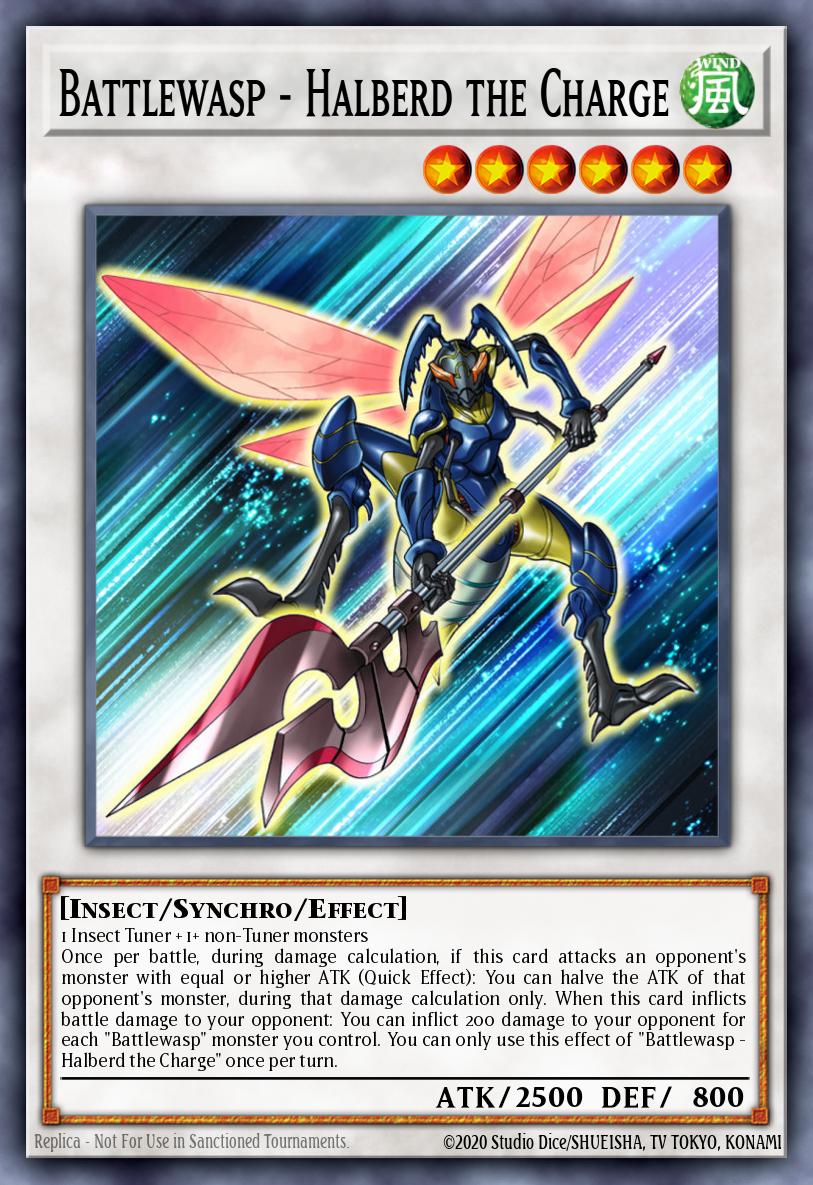 Battlewasp - Halberd the Charge
WIND
風
[Insect/Synchro/Effect]
1 Insect Tuner + 1+ non-Tuner monsters
Once per battle, during damage calculation, if this card attacks an opponent's
monster with equal or higher ATK (Quick Effect): You can halve the ATK of that
opponent's monster, during that damage calculation only. When this card inflicts
battle damage to your opponent: You can inflict 200 damage to your opponent for
each "Battlewasp" monster you control. You can only use this effect of "Battlewasp -
Halberd the Charge" once per turn.
ATK/2500 DEF/ 800
Replica - Not For Use in Sanctioned Tournaments.
©2020 Studio Dice/SHUEISHA, TV TOKYO, KONAMI